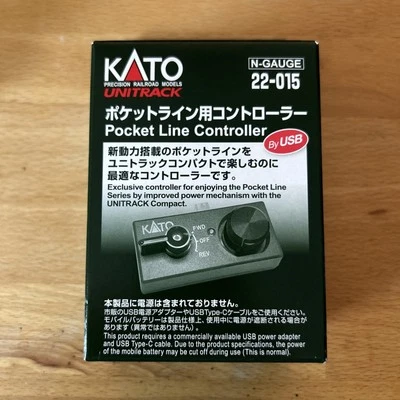 KATO
PRECISION RAILROAD MODELS
UNITRACK
N-GAUGE
22-015
ポケットライン用コントローラー
Pocket Line Controller
By USB
新動力搭載のポケットラインを
ユニトラックコンパクトで楽しむのに
最適なコントローラーです。
Exclusive controller for enjoying the Pocket Line
Series by improved power mechanism with the
UNITRACK Compact.
KATO
FWD
OFF
REV
本製品に電源は含まれておりません。
市販のUSB電源アダプターやUSBType-Cケーブルをご使用ください。
モバイルバッテリーは製品仕様上、使用中に電源が遮断される場合が
あります(異常ではありません)。
This product requires a commercially available USB power adapter
and USB Type-C cable. Due to the product specifications, the power
of the mobile battery may be cut off during use (This is normal).